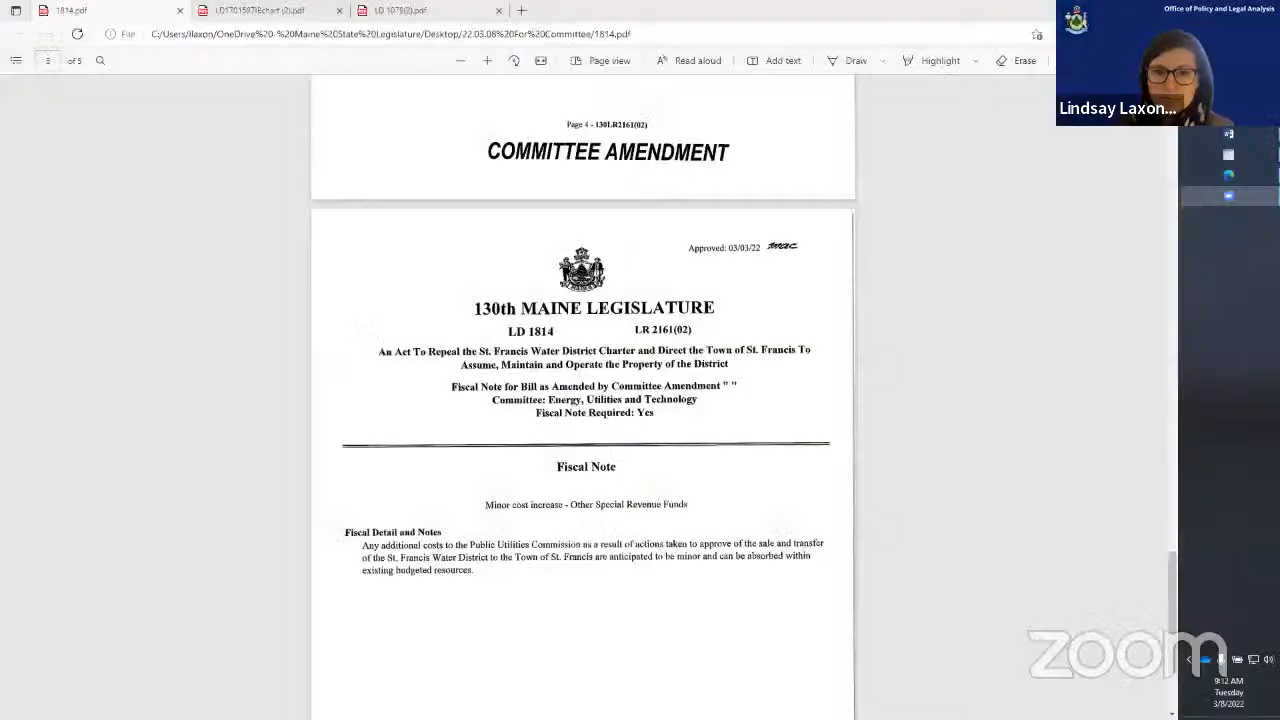 1814.pdf
LD1701587IBchart (2).pdf
LD 1079(2).pdf
File
C:/Users/llaxon/OneDrive%20-%20Maine%20State%20Legislature/Desktop/22.03.08%20For%20Committee/1814.pdf
of 5
Page view
Read aloud
Add text
Draw
Highlight
Erase
Office of Policy and Legal Analysis
Lindsay Laxon...
Page 4 - 130LR2161(02)
COMMITTEE AMENDMENT
Approved: 03/03/22
130th MAINE LEGISLATURE
LD 1814
LR 2161(02)
An Act To Repeal the St. Francis Water District Charter and Direct the Town of St. Francis To
Assume, Maintain and Operate the Property of the District
Fiscal Note for Bill as Amended by Committee Amendment " "
Committee: Energy, Utilities and Technology
Fiscal Note Required: Yes
Fiscal Note
Minor cost increase - Other Special Revenue Funds
Fiscal Detail and Notes
Any additional costs to the Public Utilities Commission as a result of actions taken to approve of the sale and transfer
of the St. Francis Water District to the Town of St. Francis are anticipated to be minor and can be absorbed within
existing budgeted resources.
zoom
9:12 AM
Tuesday
3/8/2022